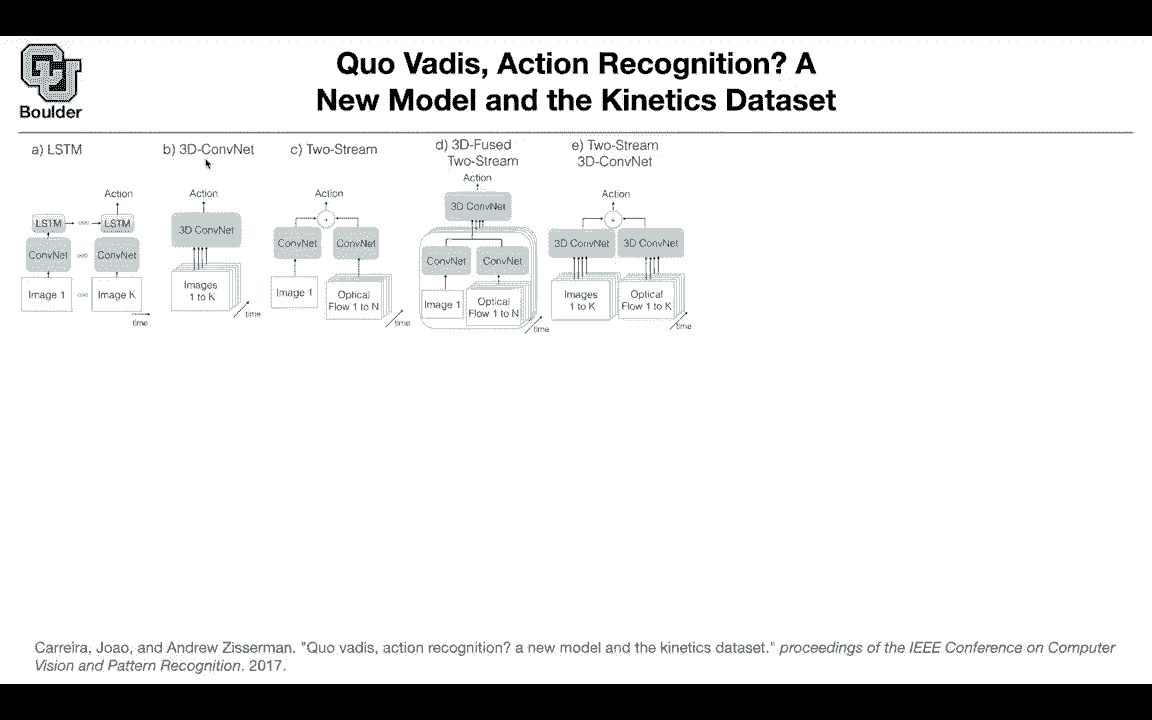 CU
Boulder
Quo Vadis, Action Recognition? A
New Model and the Kinetics Dataset
a) LSTM
Action
LSTM
LSTM
ConvNet
ConvNet
Image 1
Image K
time
b) 3D-ConvNet
Action
3D ConvNet
Images
1 to K
time
c) Two-Stream
Action
+
ConvNet
ConvNet
Image 1
Optical
Flow 1 to N
time
d) 3D-Fused
Two-Stream
Action
3D ConvNet
ConvNet
ConvNet
Image 1
Optical
Flow 1 to N
time
e) Two-Stream
3D-ConvNet
Action
+
3D ConvNet
3D ConvNet
Images
1 to K
Optical
Flow 1 to K
time
Carreira, Joao, and Andrew Zisserman. "Quo vadis, action recognition? a new model and the kinetics dataset." proceedings of the IEEE Conference on Computer
Vision and Pattern Recognition. 2017.